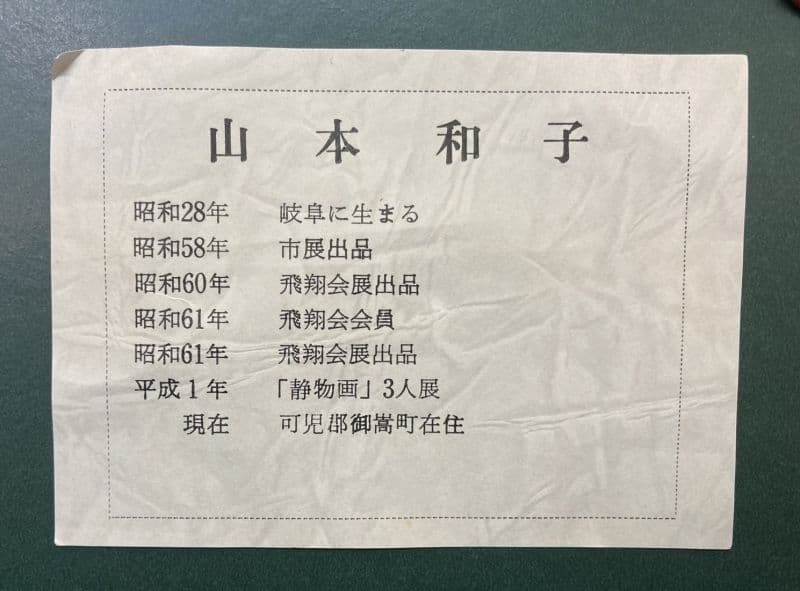 山本和子
昭和28年 岐阜に生まる
昭和58年 市展出品
昭和60年 飛翔会展出品
昭和61年 飛翔会会員
昭和61年 飛翔会展出品
平成1年 「静物画」3人展
現在 可児郡御嵩町在住